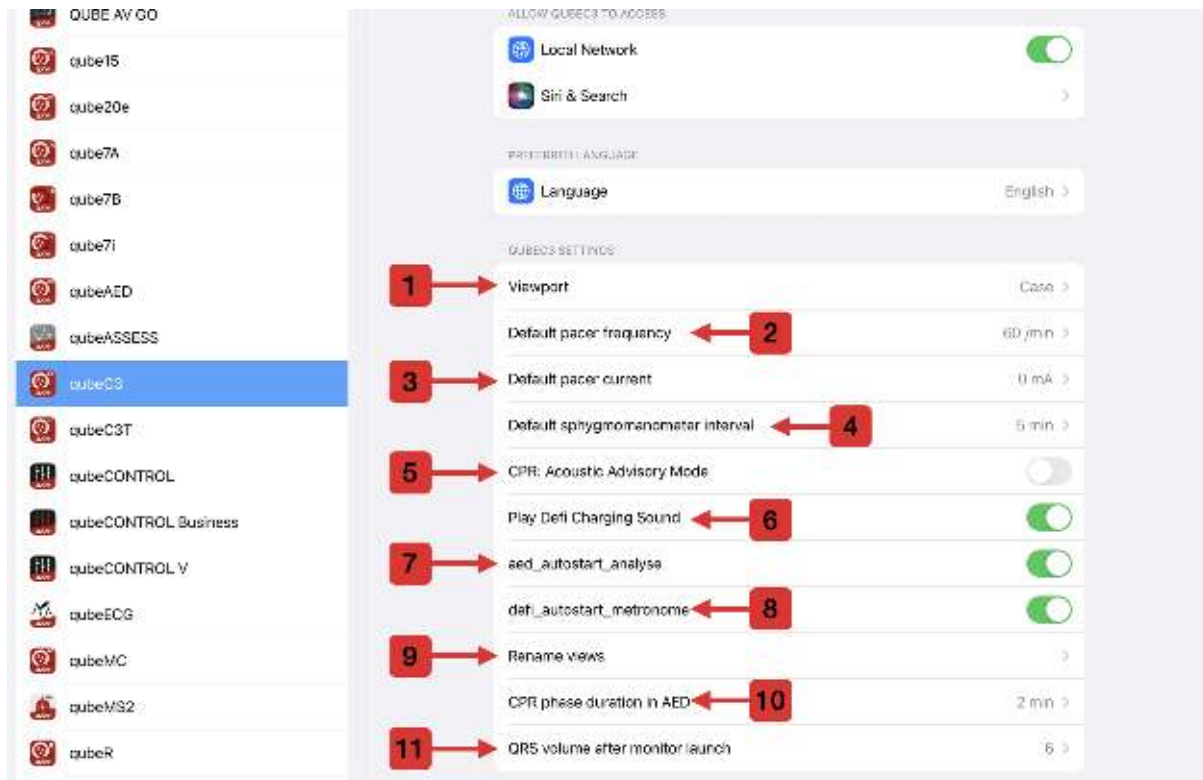 QUBE AV GO
qube15
qube20e
qube7A
qube7B
qube7i
qubeAED
qubeASSESS
qubeC3
qubeC3T
qubeCONTROL
qubeCONTROL Business
qubeCONTROL V
qubeECG
qubeMC
qubeMS2
qubeR
ALLOW QUBEC3 TO ACCESS
Local Network
Siri & Search
PREFERRED LANGUAGE
Language English
QUBEC3 SETTINGS
1 Viewport Case
Default pacer frequency 2 60 /min
3 Default pacer current 0 mA
Default sphygmomanometer interval 4 5 min
5 CPR: Acoustic Advisory Mode
Play Defi Charging Sound 6
7 aed_autostart_analyse
defi_autostart_metronome 8
9 Rename views
CPR phase duration in AED 10 2 min
11 QRS volume after monitor launch 6